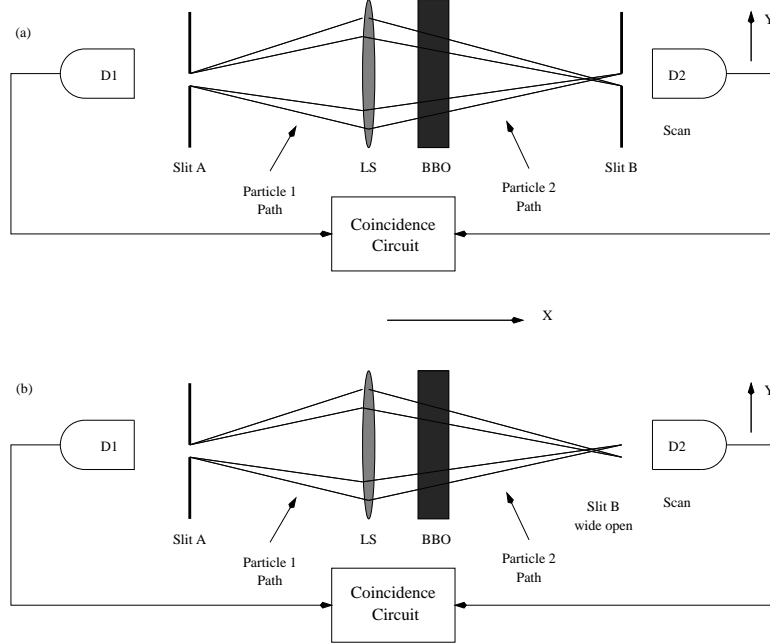 (a)
Y
D1
D2
Scan
Slit A
LS
BBO
Slit B
Particle 1
Path
Particle 2
Path
Coincidence
Circuit
X
(b)
Y
D1
D2
Slit B
wide open
Scan
Slit A
LS
BBO
Particle 1
Path
Particle 2
Path
Coincidence
Circuit